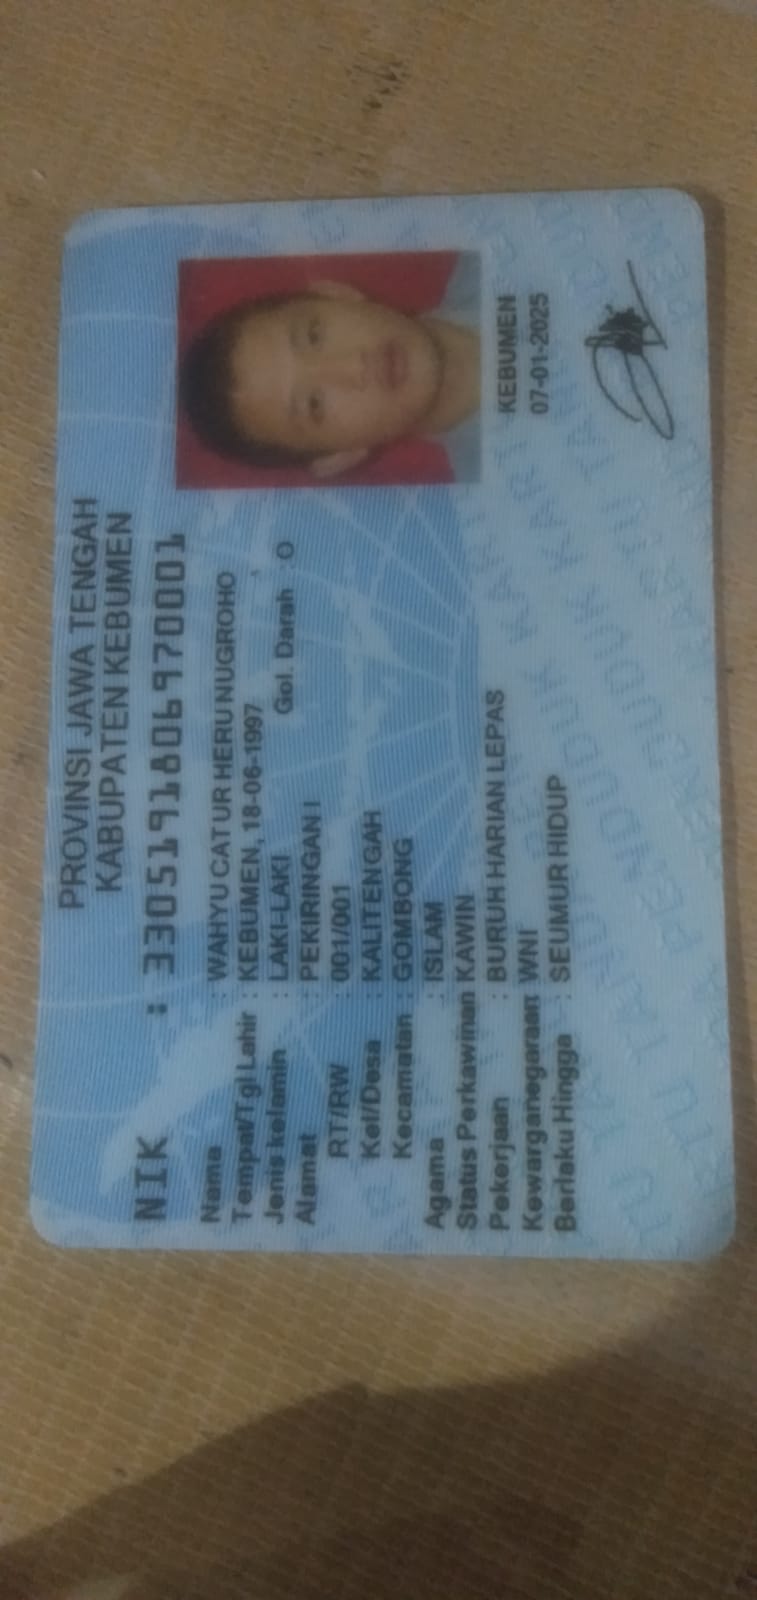 PROVINSI JAWA TENGAH
KABUPATEN KEBUMEN
NIK : 3305191806970001
Nama : WAHYU CATUR HERU NUGROHO
Tempat/Tgl Lahir : KEBUMEN, 18-06-1997
Jenis kelamin : LAKI-LAKI Gol. Darah : O
Alamat : PEKIRINGAN I
RT/RW : 001/001
Kel/Desa : KALITENGAH
Kecamatan : GOMBONG
Agama : ISLAM
Status Perkawinan: KAWIN
Pekerjaan : BURUH HARIAN LEPAS
Kewarganegaraan: WNI
Berlaku Hingga : SEUMUR HIDUP
KEBUMEN
07-01-2025